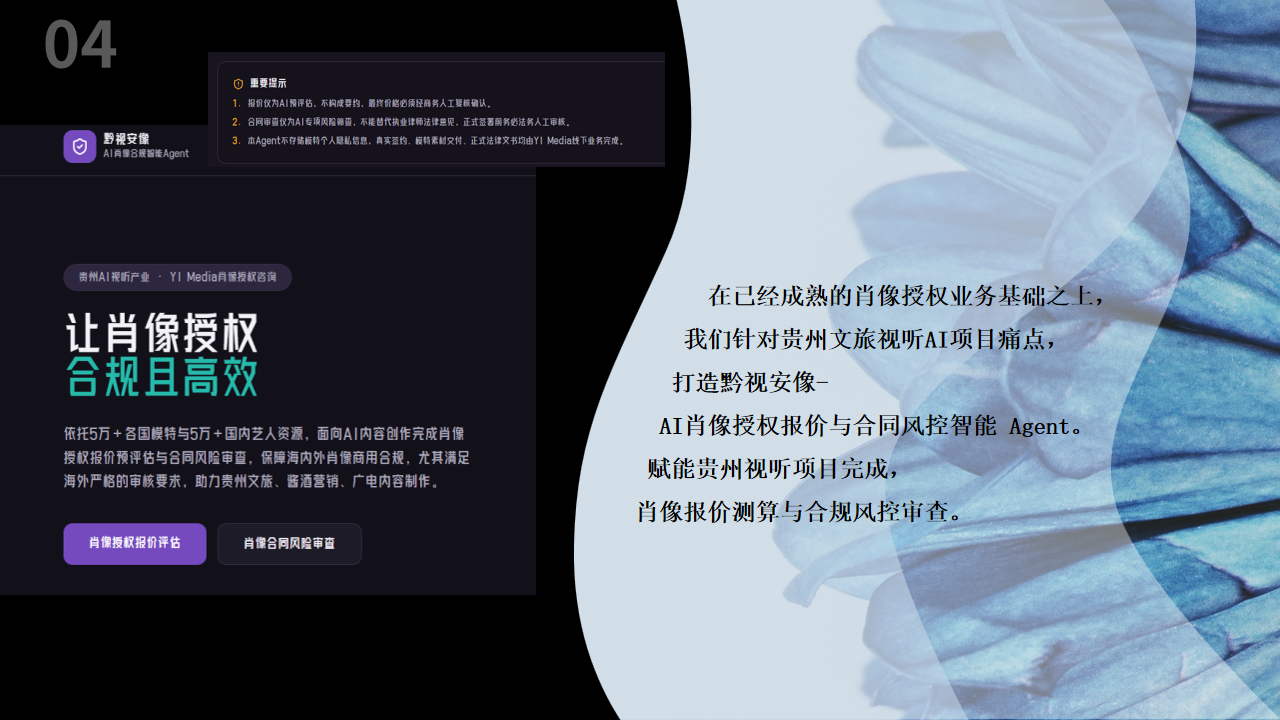 04
重要提示
1. 报价仅为AI预评估，不构成要约，最终价格必须经商务人工复核确认。
2. 合同审查仅为AI专项风险筛查，不能替代执业律师法律意见，正式签署前务必法务人工审核。
3. 本Agent不存储模特个人隐私信息，真实签约、模特素材交付、正式法律文书均由YI Media线下业务完成。
黔视安像
AI肖像合规智能Agent
贵州AI视听产业 · YI Media肖像授权咨询
让肖像授权
合规且高效
依托5万+各国模特与5万+国内艺人资源，面向AI内容创作完成肖像
授权报价预评估与合同风险审查，保障海内外肖像商用合规，尤其满足
海外严格的审核要求，助力贵州文旅、酱酒营销、广电内容制作。
肖像授权报价评估
肖像合同风险审查
在已经成熟的肖像授权业务基础之上，
我们针对贵州文旅视听AI项目痛点，
打造黔视安像—
AI肖像授权报价与合同风控智能 Agent。
赋能贵州视听项目完成，
肖像报价测算与合规风控审查。